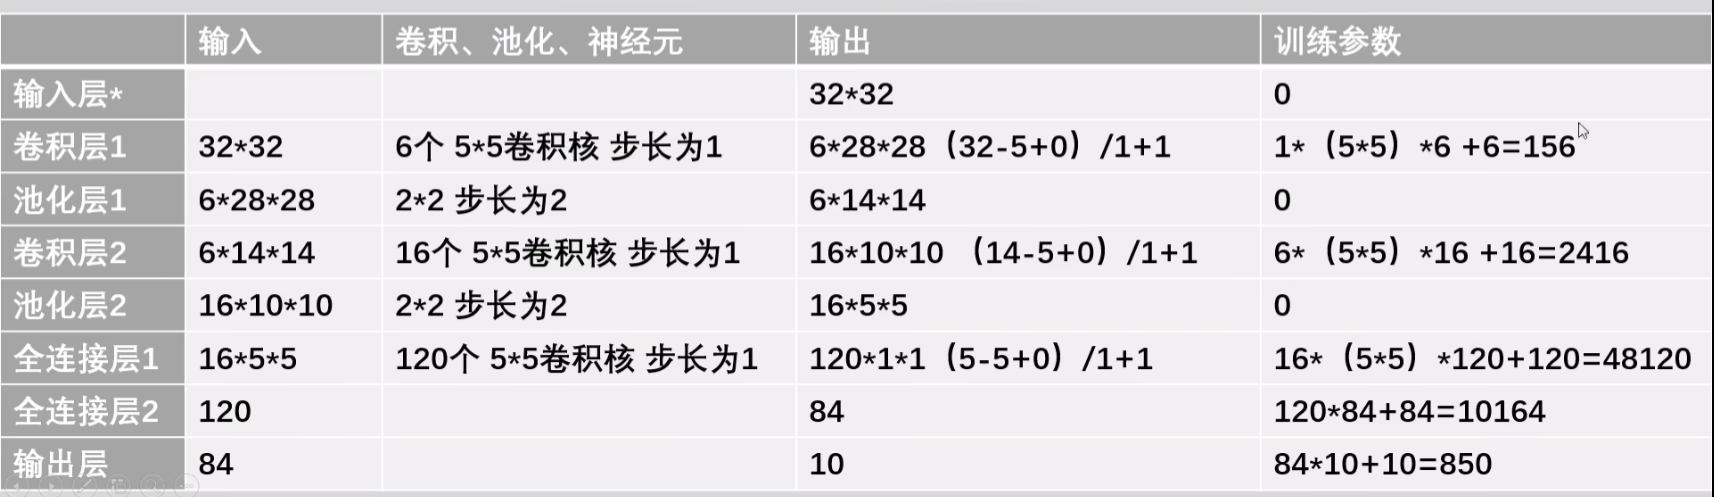 输入 卷积、池化、神经元 输出 训练参数
输入层* 32*32 0
卷积层1 32*32 6个 5*5卷积核 步长为1 6*28*28（32-5+0）/1+1 1*（5*5）*6 +6=156
池化层1 6*28*28 2*2 步长为2 6*14*14 0
卷积层2 6*14*14 16个 5*5卷积核 步长为1 16*10*10 （14-5+0）/1+1 6*（5*5）*16 +16=2416
池化层2 16*10*10 2*2 步长为2 16*5*5 0
全连接层1 16*5*5 120个 5*5卷积核 步长为1 120*1*1（5-5+0）/1+1 16*（5*5）*120+120=48120
全连接层2 120 84 120*84+84=10164
输出层 84 10 84*10+10=850